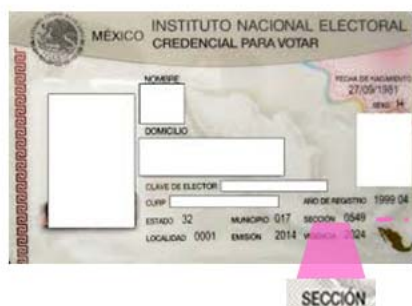 MÉXICO INSTITUTO NACIONAL ELECTORAL
CREDENCIAL PARA VOTAR
NOMBRE
FECHA DE NACIMIENTO
27/09/1981
SEXO H
DOMICILIO
CLAVE DE ELECTOR
CURP
AÑO DE REGISTRO 1999 04
ESTADO 32 MUNICIPIO 017 SECCIÓN 0549
LOCALIDAD 0001 EMISIÓN 2014 VIGENCIA 2024
SECCIÓN